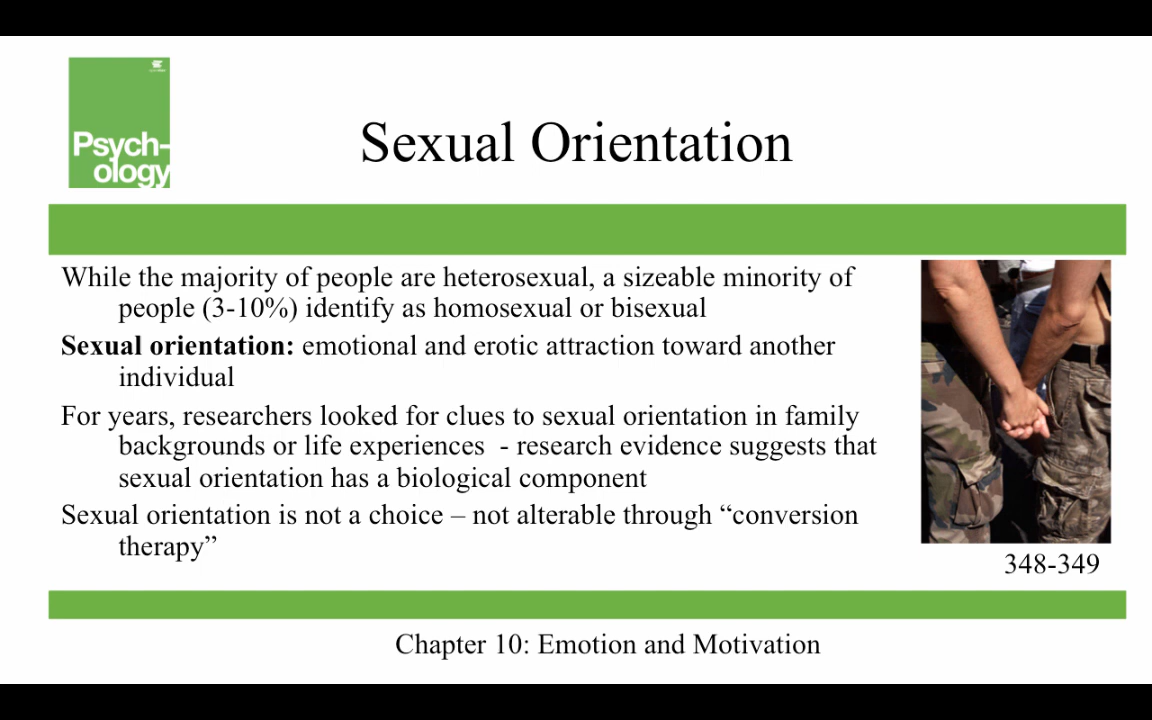 Psych-
ology
Sexual Orientation
While the majority of people are heterosexual, a sizeable minority of
people (3-10%) identify as homosexual or bisexual
Sexual orientation: emotional and erotic attraction toward another
individual
For years, researchers looked for clues to sexual orientation in family
backgrounds or life experiences  - research evidence suggests that
sexual orientation has a biological component
Sexual orientation is not a choice – not alterable through “conversion
therapy”
348-349
Chapter 10: Emotion and Motivation